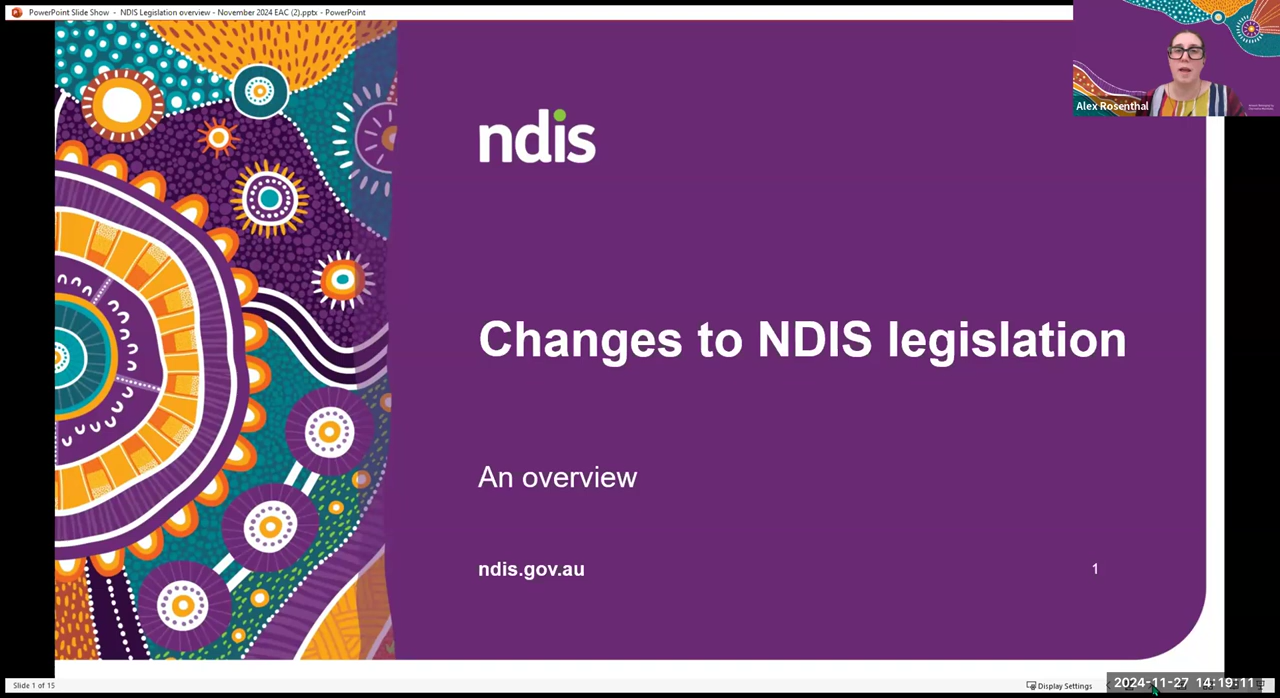 PowerPoint Slide Show - NDIS Legislation overview - November 2024 EAC (2).pptx - PowerPoint
Alex Rosenthal
ndis
Changes to NDIS legislation
An overview
ndis.gov.au
1
Slide 1 of 15
Display Settings
2024-11-27 14:19:11